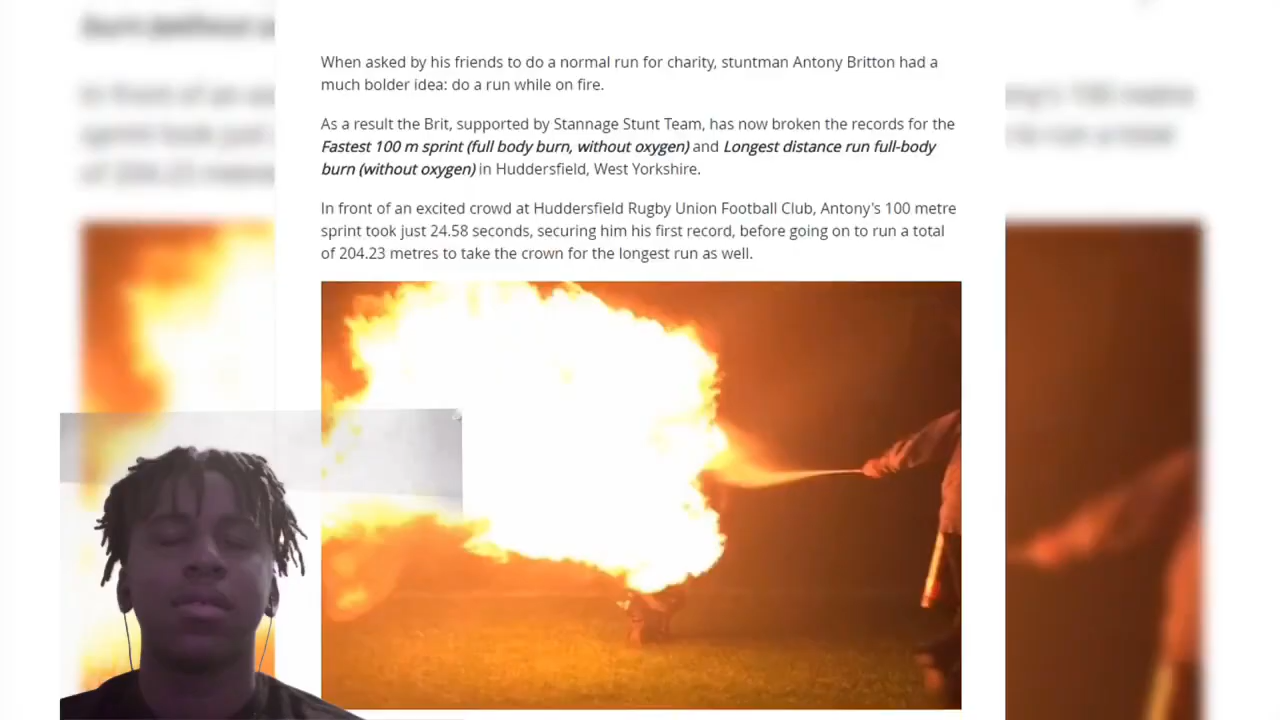 When asked by his friends to do a normal run for charity, stuntman Antony Britton had a
much bolder idea: do a run while on fire.
As a result the Brit, supported by Stannage Stunt Team, has now broken the records for the
Fastest 100 m sprint (full body burn, without oxygen) and Longest distance run full-body
burn (without oxygen) in Huddersfield, West Yorkshire.
In front of an excited crowd at Huddersfield Rugby Union Football Club, Antony's 100 metre
sprint took just 24.58 seconds, securing him his first record, before going on to run a total
of 204.23 metres to take the crown for the longest run as well.